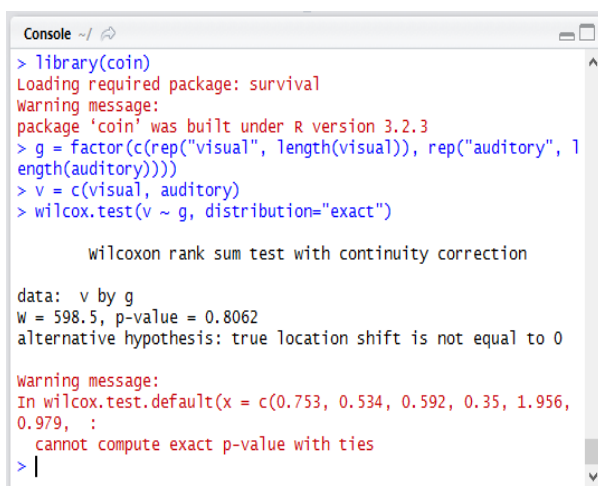 Console ~/
> library(coin)
Loading required package: survival
Warning message:
package ‘coin’ was built under R version 3.2.3
> g = factor(c(rep("visual", length(visual)), rep("auditory", l
ength(auditory))))
> v = c(visual, auditory)
> wilcox.test(v ~ g, distribution="exact")
Wilcoxon rank sum test with continuity correction
data:  v by g
W = 598.5, p-value = 0.8062
alternative hypothesis: true location shift is not equal to 0
Warning message:
In wilcox.test.default(x = c(0.753, 0.534, 0.592, 0.35, 1.956,
0.979,  :
cannot compute exact p-value with ties
>